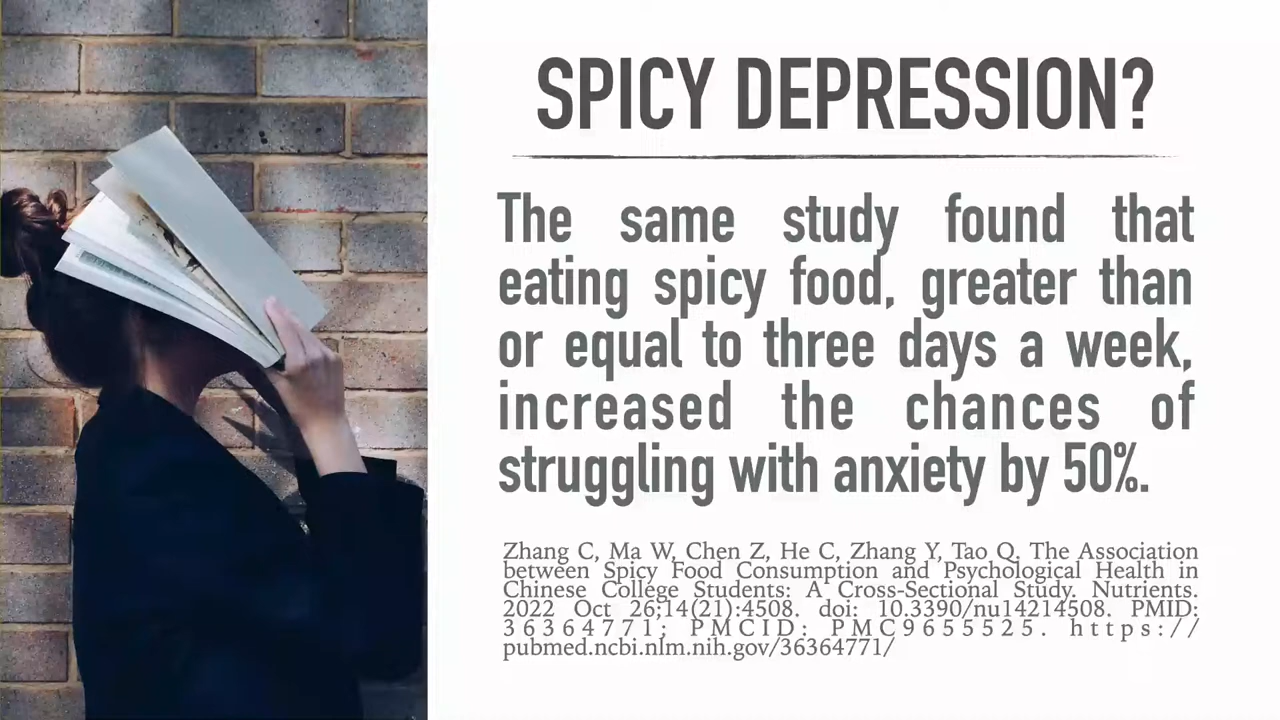 SPICY DEPRESSION?
The same study found that
eating spicy food, greater than
or equal to three days a week,
increased the chances of
struggling with anxiety by 50%.
Zhang C, Ma W, Chen Z, He C, Zhang Y, Tao Q. The Association
between Spicy Food Consumption and Psychological Health in
Chinese College Students: A Cross-Sectional Study. Nutrients.
2022 Oct 26;14(21):4508. doi: 10.3390/nu14214508. PMID:
36364771; PMCID: PMC9655525. https://
pubmed.ncbi.nlm.nih.gov/36364771/